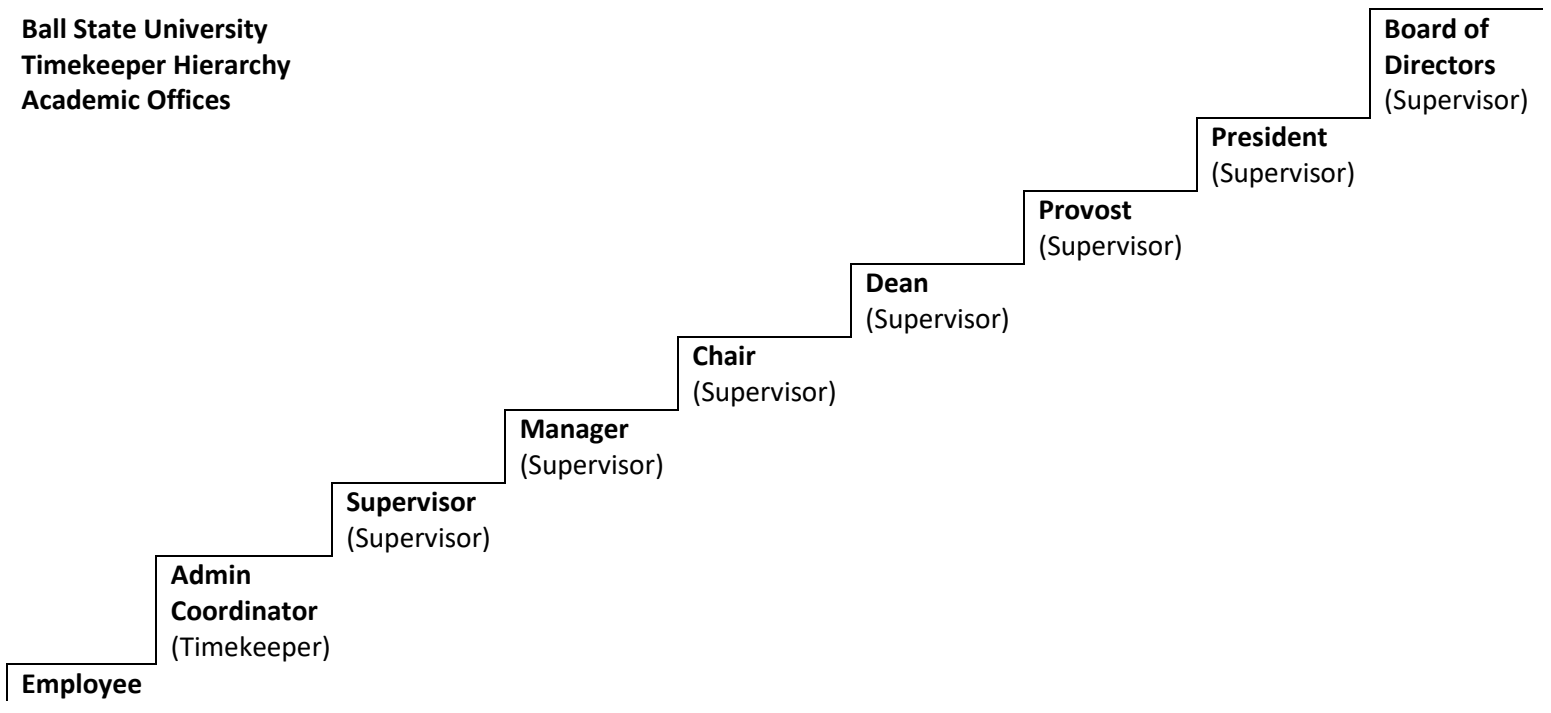 Ball State University
Timekeeper Hierarchy
Academic Offices
Board of
Directors
(Supervisor)
President
(Supervisor)
Provost
(Supervisor)
Dean
(Supervisor)
Chair
(Supervisor)
Manager
(Supervisor)
Supervisor
(Supervisor)
Admin
Coordinator
(Timekeeper)
Employee